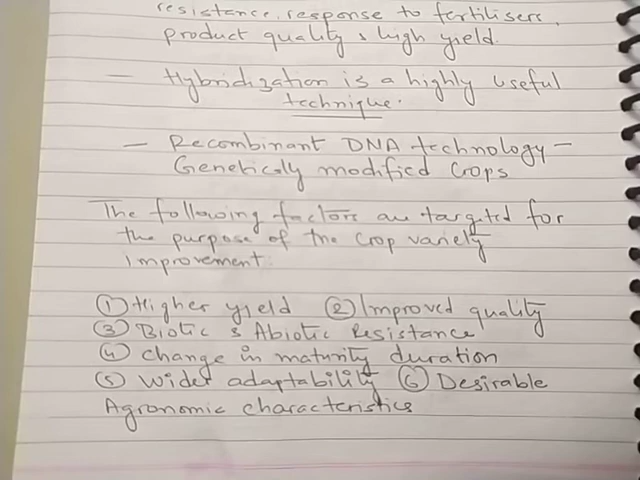 resistance, response to fertilisers,
product quality & high yield.
— Hybridization is a highly useful
technique.
— Recombinant DNA technology —
Genetically modified Crops
The following factors are targeted for
the purpose of the crop variety
improvement.
① Higher yield ② Improved quality
③ Biotic & Abiotic Resistance
④ change in maturity duration
⑤ wider adaptability ⑥ Desirable
Agronomic characteristics